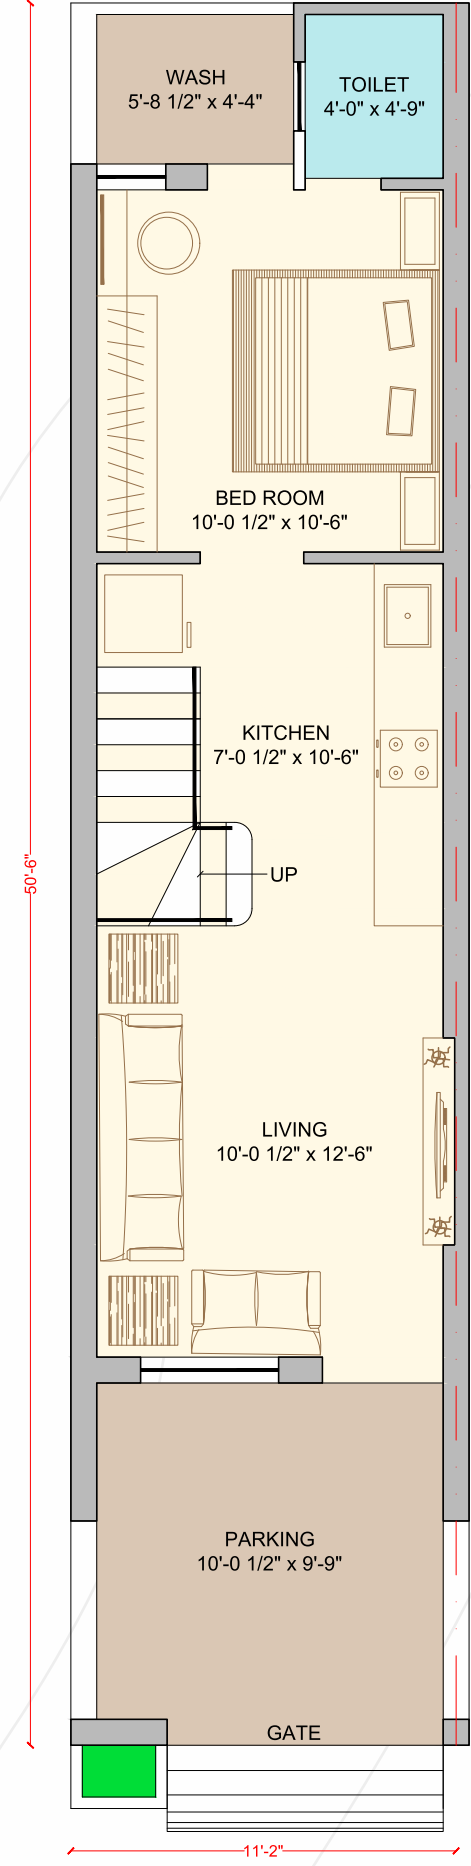 WASH
5'-8 1/2" x 4'-4"
TOILET
4'-0" x 4'-9"
BED ROOM
10'-0 1/2" x 10'-6"
KITCHEN
7'-0 1/2" x 10'-6"
50'-6"
UP
LIVING
10'-0 1/2" x 12'-6"
PARKING
10'-0 1/2" x 9'-9"
GATE
11'-2"